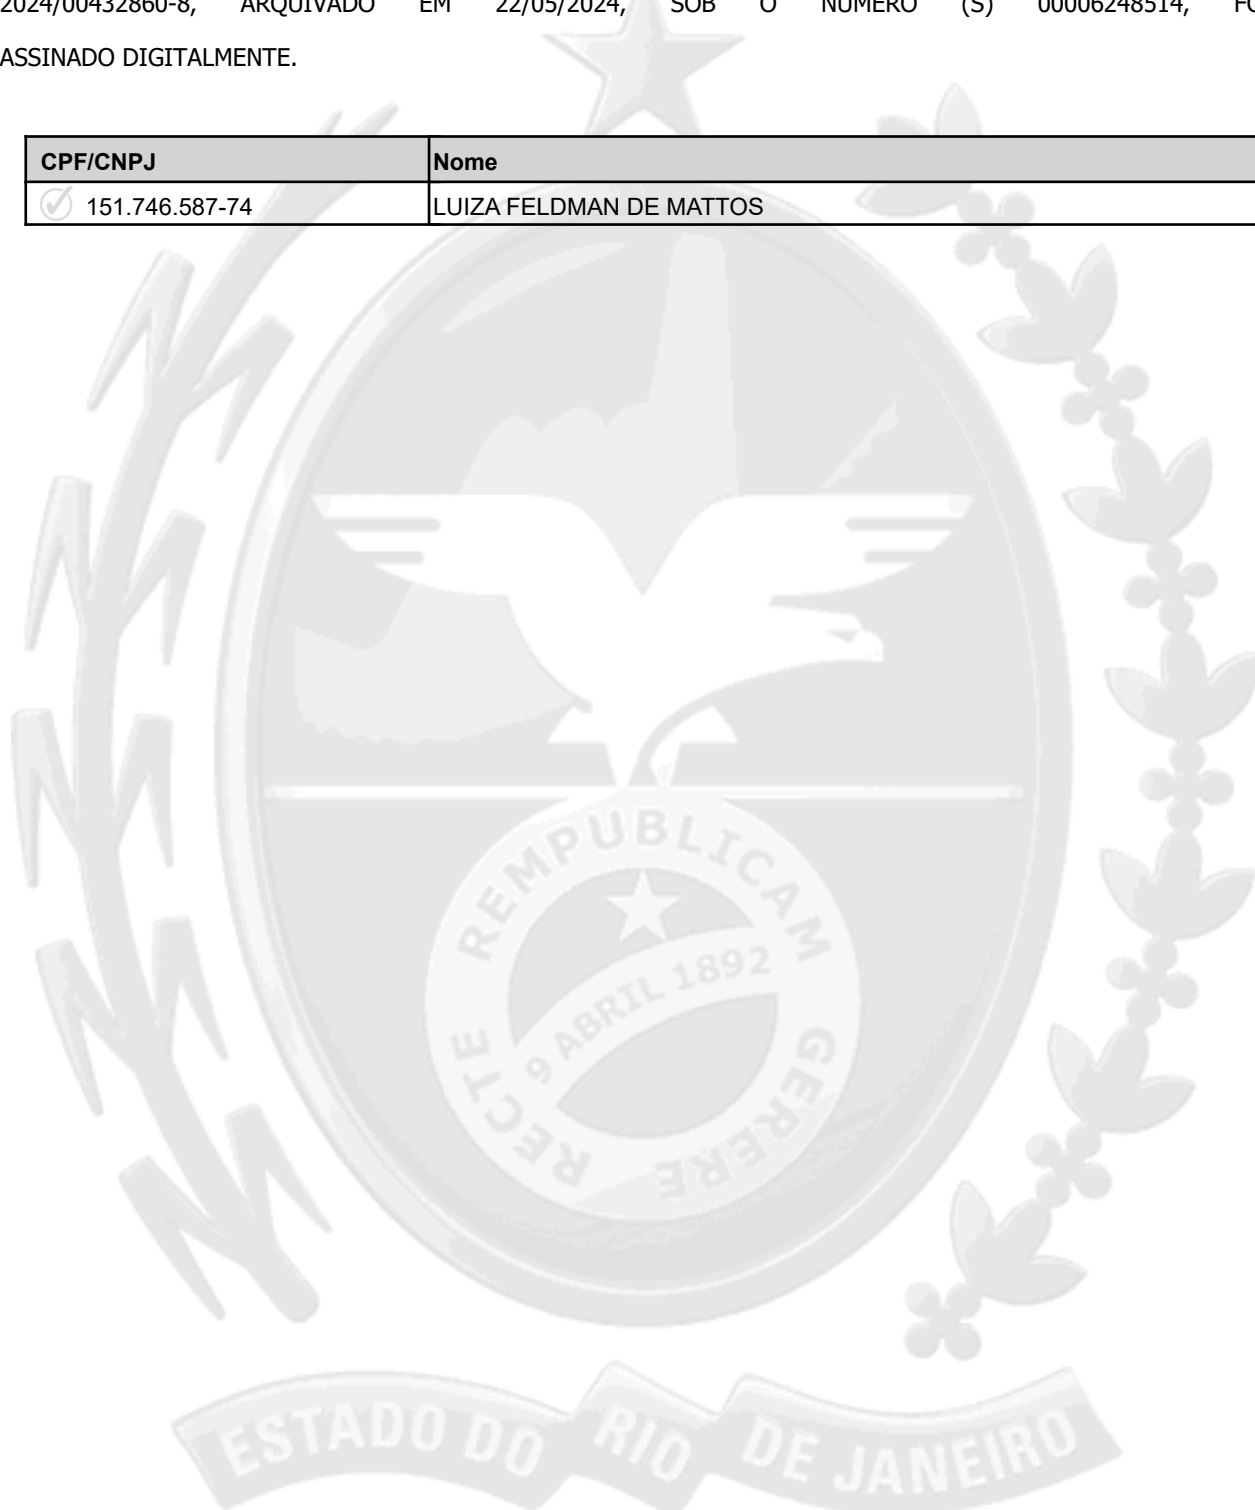 2024/00432860-8, ARQUIVADO EM 22/05/2024, SOB O NÚMERO (S) 00006248514,
ASSINADO DIGITALMENTE.
CPF/CNPJ Nome
151.746.587-74 LUIZA FELDMAN DE MATTOS
REMPUBLICAM
9 ABRIL 1892
RECTE GERERE
ESTADO DO RIO DE JANEIRO